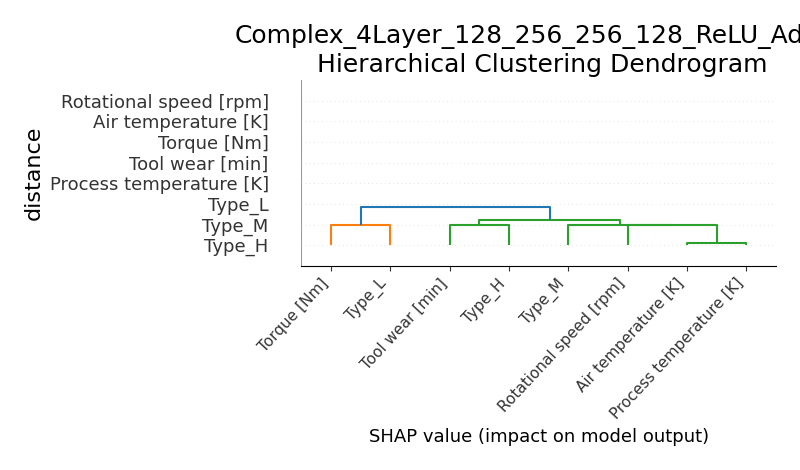 Complex_4Layer_128_256_256_128_ReLU_Ad
Hierarchical Clustering Dendrogram
distance
Rotational speed [rpm]
Air temperature [K]
Torque [Nm]
Tool wear [min]
Process temperature [K]
Type_L
Type_M
Type_H
Torque [Nm]
Type_L
Tool wear [min]
Type_H
Type_M
Rotational speed [rpm]
Air temperature [K]
Process temperature [K]
SHAP value (impact on model output)